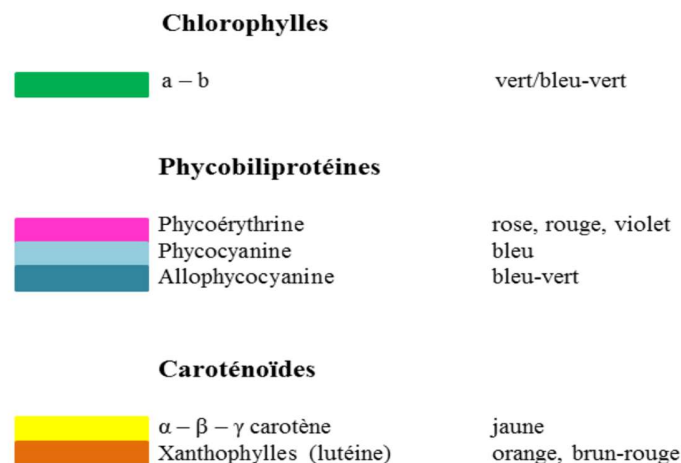 Chlorophylles
a – b vert/bleu-vert
Phycobiliprotéines
Phycoérythrine rose, rouge, violet
Phycocyanine bleu
Allophycocyanine bleu-vert
Caroténoïdes
α – β – γ carotène jaune
Xanthophylles (lutéine) orange, brun-rouge